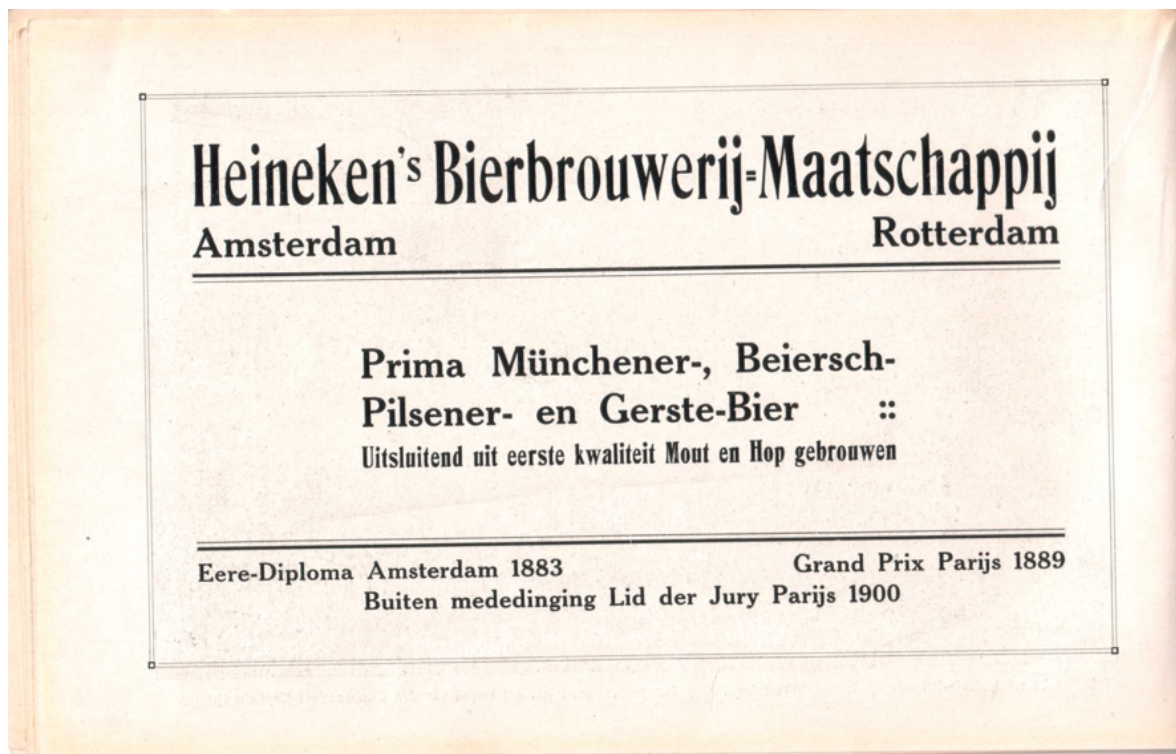 Heineken's Bierbrouwerij=Maatschappij
Amsterdam Rotterdam
Prima Münchener-, Beiersch-
Pilsener- en Gerste-Bier ::
Uitsluitend uit eerste kwaliteit Mout en Hop gebrouwen
Eere-Diploma Amsterdam 1883 Grand Prix Parijs 1889
Buiten mededinging Lid der Jury Parijs 1900